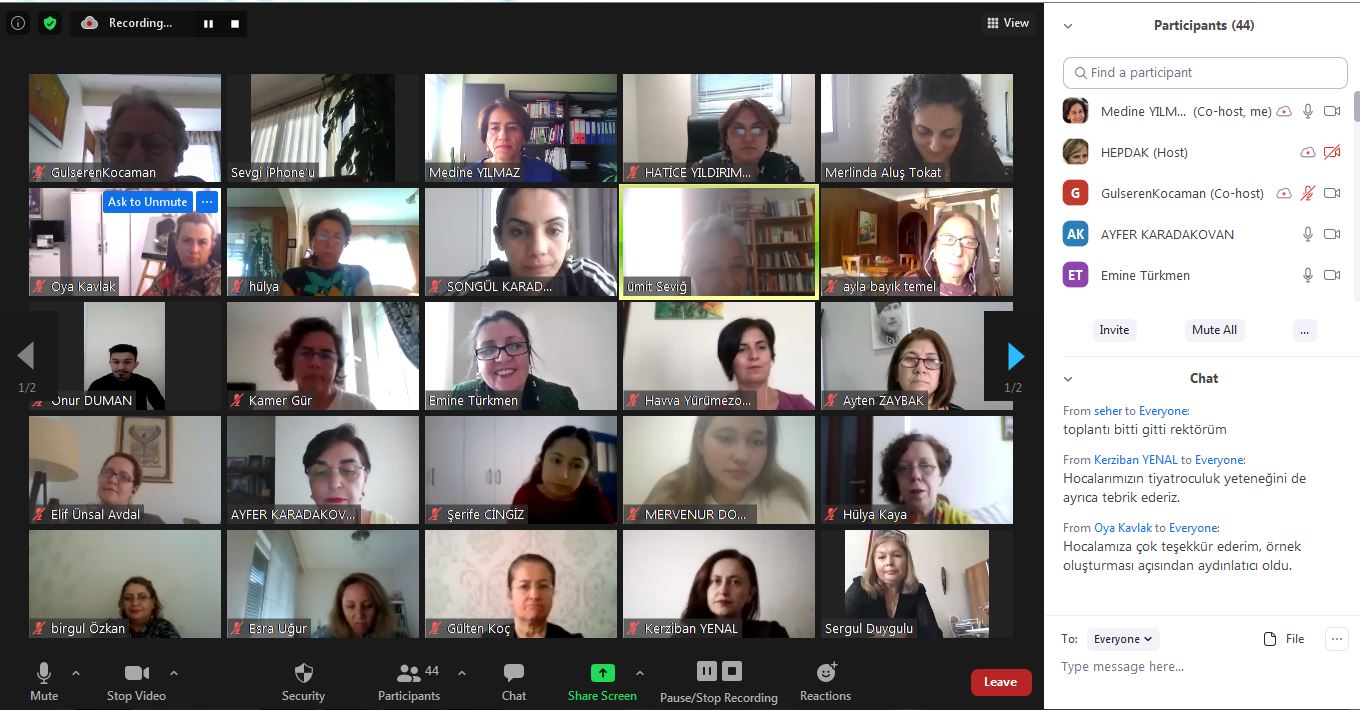 Recording...
View
GulserenKocaman
Sevgi iPhone'u
Medine YILMAZ
HATİCE YILDIRIM...
Merlinda Aluş Tokat
Ask to Unmute
...
Oya Kavlak
hülya
SONGÜL KARAD...
ümit Seviğ
ayla bayık temel
1/2
Onur DUMAN
Kamer Gür
Emine Türkmen
Havva Yürümezo...
Ayten ZAYBAK
1/2
Elif Ünsal Avdal
AYFER KARADAKOV...
Şerife CİNGİZ
MERVENUR DO...
Hülya Kaya
birgul Özkan
Esra Uğur
Gülten Koç
Kerziban YENAL
Sergul Duygulu
Mute
Stop Video
Security
Participants
44
Chat
Share Screen
Pause/Stop Recording
Reactions
Leave
Participants (44)
Find a participant
Medine YILM... (Co-host, me)
HEPDAK (Host)
G
GulserenKocaman (Co-host)
AK
AYFER KARADAKOVAN
ET
Emine Türkmen
Invite
Mute All
...
Chat
From seher to Everyone:
toplantı bitti gitti rektörüm
From Kerziban YENAL to Everyone:
Hocalarımızın tiyatroculuk yeteneğini de
ayrıca tebrik ederiz.
From Oya Kavlak to Everyone:
Hocalamıza çok teşekkür ederim, örnek
oluşturması açısından aydınlatıcı oldu.
To: Everyone
File
...
Type message here...